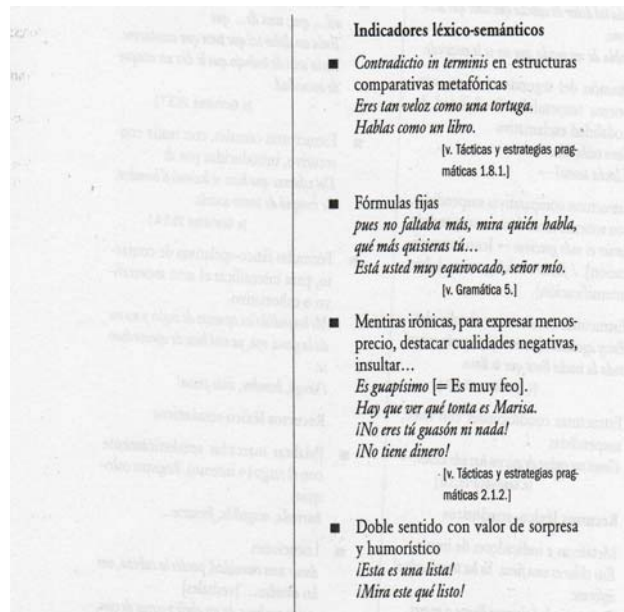 Indicadores léxico-semánticos
■ Contradictio in terminis en estructuras
comparativas metafóricas
Eres tan veloz como una tortuga.
Hablas como un libro.
[v. Tácticas y estrategias prag-
máticas 1.8.1.]
■ Fórmulas fijas
pues no faltaba más, mira quién habla,
qué más quisieras tú...
Está usted muy equivocado, señor mío.
[v. Gramática 5.]
■ Mentiras irónicas, para expresar menos-
precio, destacar cualidades negativas,
insultar...
Es guapísimo [= Es muy feo].
Hay que ver qué tonta es Marisa.
¡No eres tú guasón ni nada!
¡No tiene dinero!
[v. Tácticas y estrategias prag-
máticas 2.1.2.]
■ Doble sentido con valor de sorpresa
y humorístico
¡Esta es una lista!
¡Mira este qué listo!